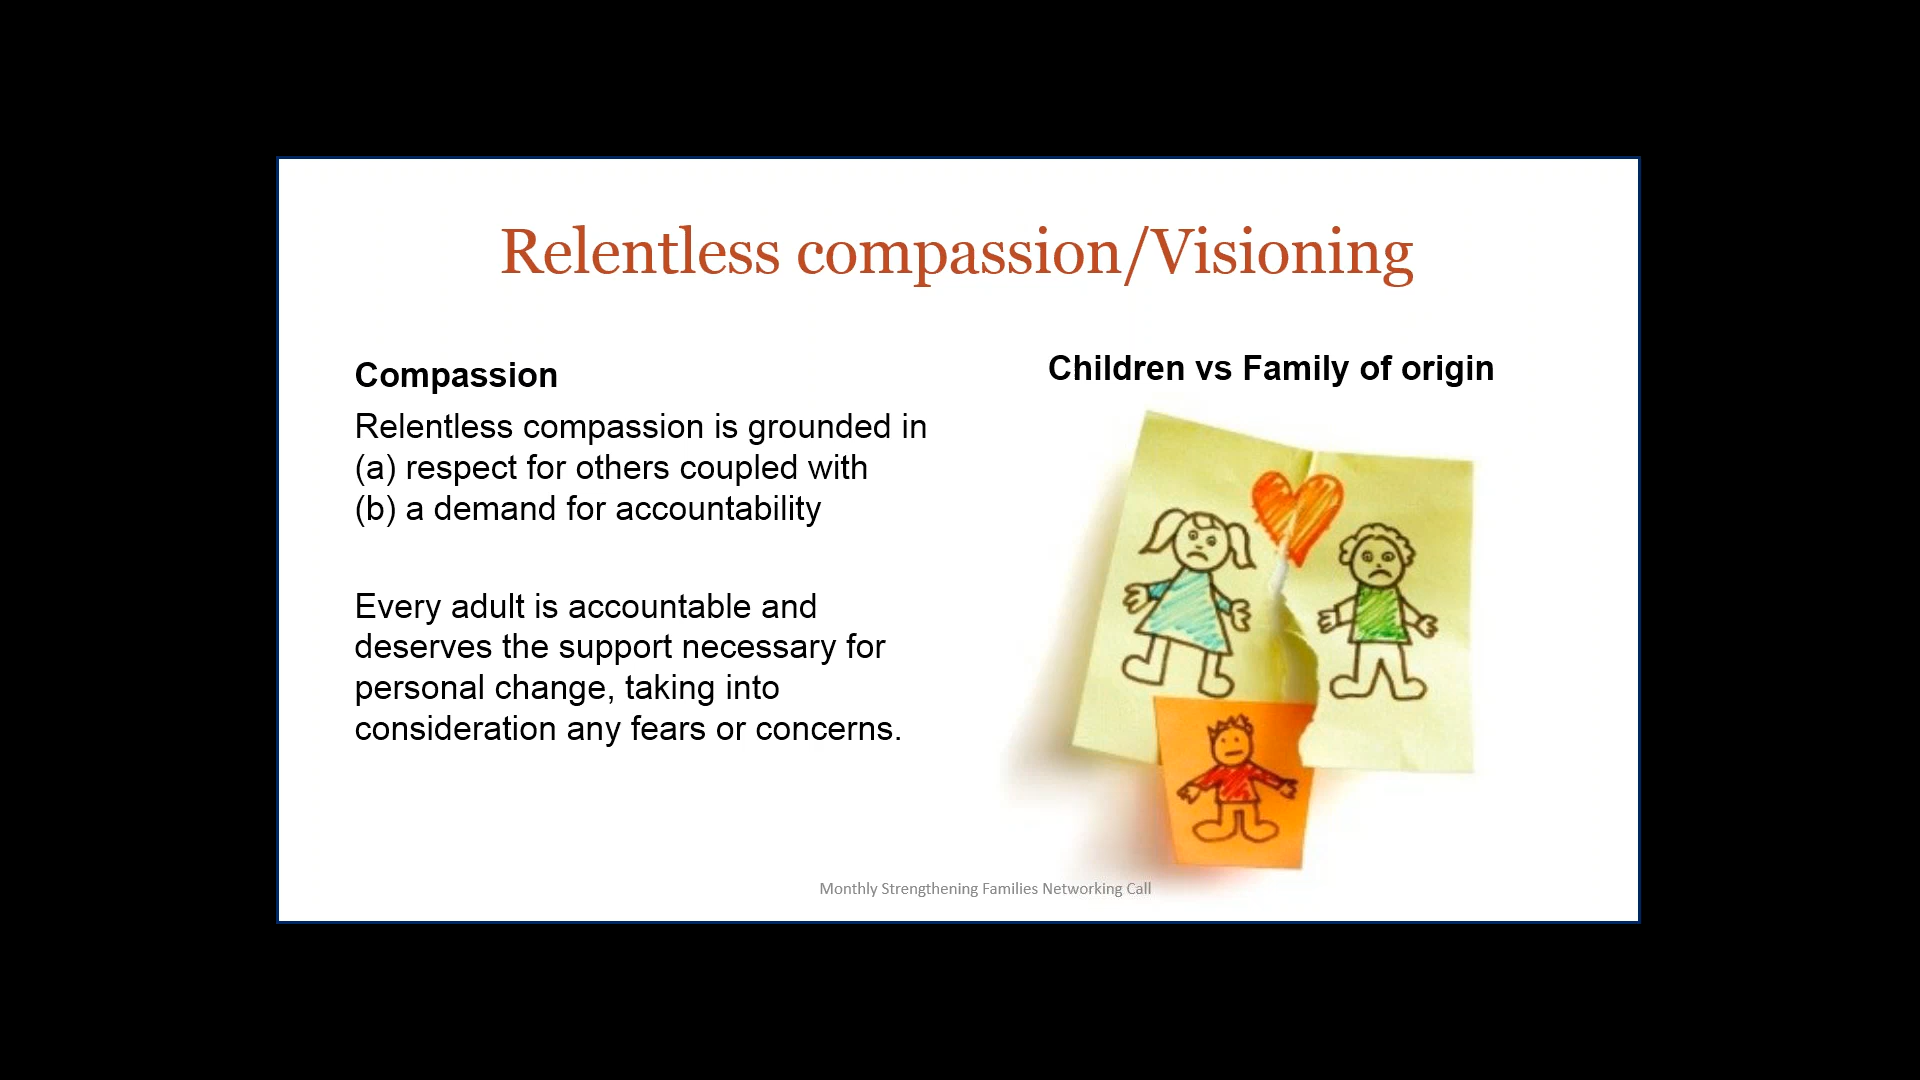 Relentless compassion/Visioning
Compassion
Relentless compassion is grounded in
(a) respect for others coupled with
(b) a demand for accountability
Every adult is accountable and
deserves the support necessary for
personal change, taking into
consideration any fears or concerns.
Children vs Family of origin
Monthly Strengthening Families Networking Call